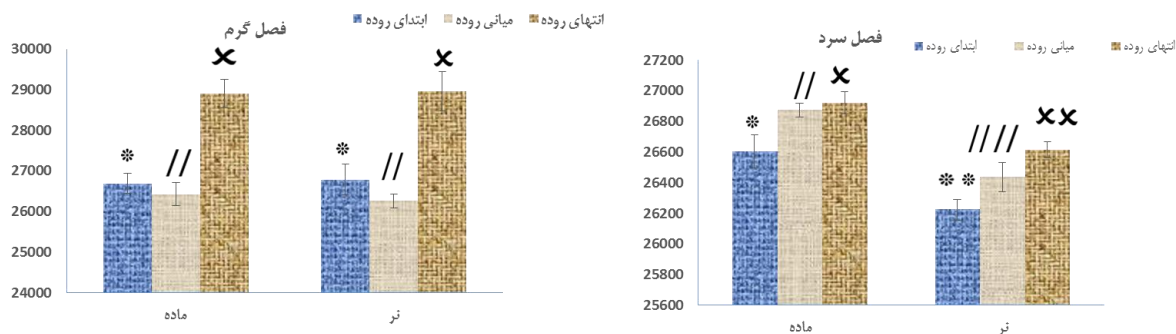 فصل گرم
ابتدای روده میانی روده انتهای روده
30000
29000
28000
27000
26000
25000
24000
* // × * // ×
ماده نر
فصل سرد
ابتدای روده میانی روده انتهای روده
27200
27000
26800
26600
26400
26200
26000
25800
25600
* // × ** //// ××
ماده نر